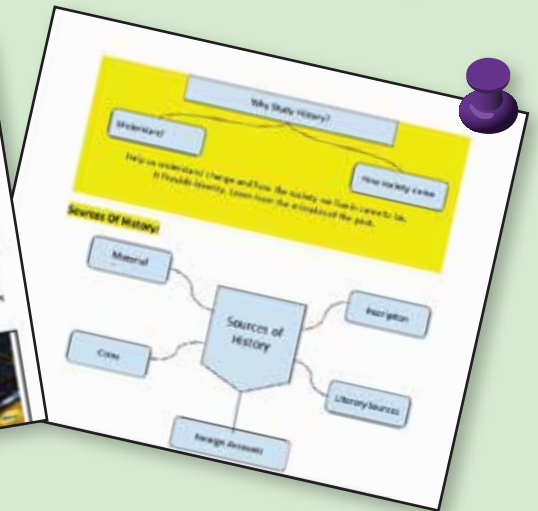 Why Study History?
Understand
How society came
Help us understand change and how the society we live in came to be.
It Provide identity. Learn from the mistakes of the past.
Sources Of History:
Material
Inscription
Sources of
History
Coins
Literary Sources
Foreign Accounts